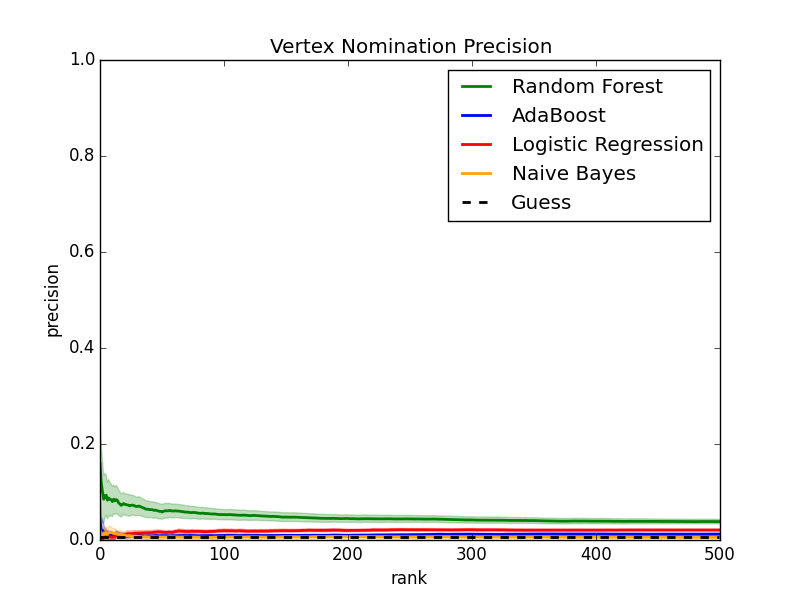 Vertex Nomination Precision
1.0
0.8
0.6
0.4
0.2
0.0
precision
Random Forest
AdaBoost
Logistic Regression
Naive Bayes
Guess
0 100 200 300 400 500
rank